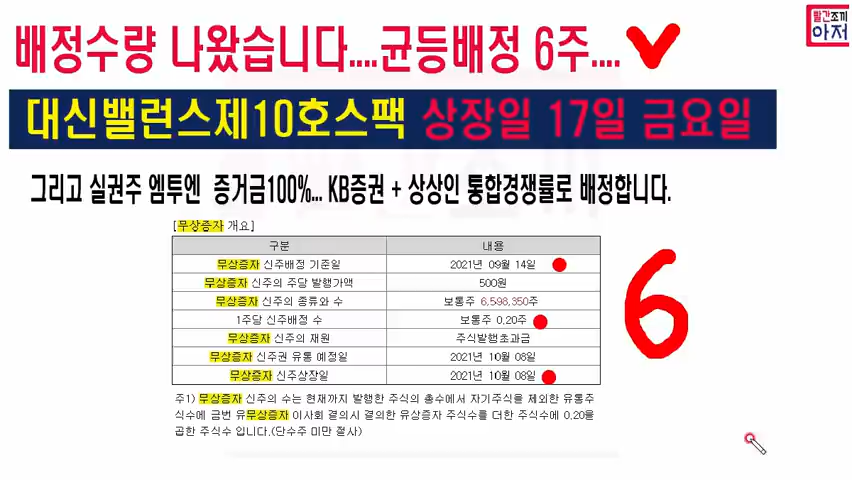 빨간조끼
아저
배정수량 나왔습니다....균등배정 6주....
대신밸런스제10호스팩 상장일 17일 금요일
그리고 실권주 엠투엔 증거금100%... KB증권 + 상상인 통합경쟁률로 배정합니다.
[무상증자 개요]
구분 내용
무상증자 신주배정 기준일 2021년 09월 14일
무상증자 신주의 주당 발행가액 500원
무상증자 신주의 종류와 수 보통주 6,598,350주
1주당 신주배정 수 보통주 0.20주
무상증자 신주의 재원 주식발행초과금
무상증자 신주권 유통 예정일 2021년 10월 08일
무상증자 신주상장일 2021년 10월 08일
6
주1) 무상증자 신주의 수는 현재까지 발행한 주식의 총수에서 자기주식을 제외한 유통주
식수에 금번 유무상증자 이사회 결의시 결의한 유상증자 주식수를 더한 주식수에 0.20을
곱한 주식수 입니다.(단수주 미만 절사)